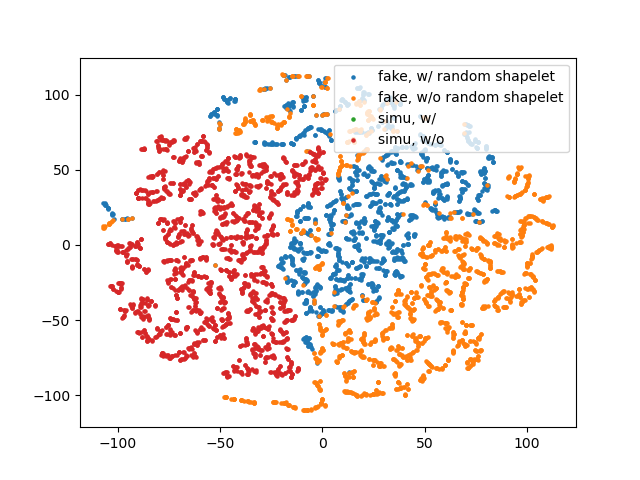 fake, w/ random shapelet
fake, w/o random shapelet
simu, w/
simu, w/o
100
50
0
−50
−100
−100
−50
0
50
100